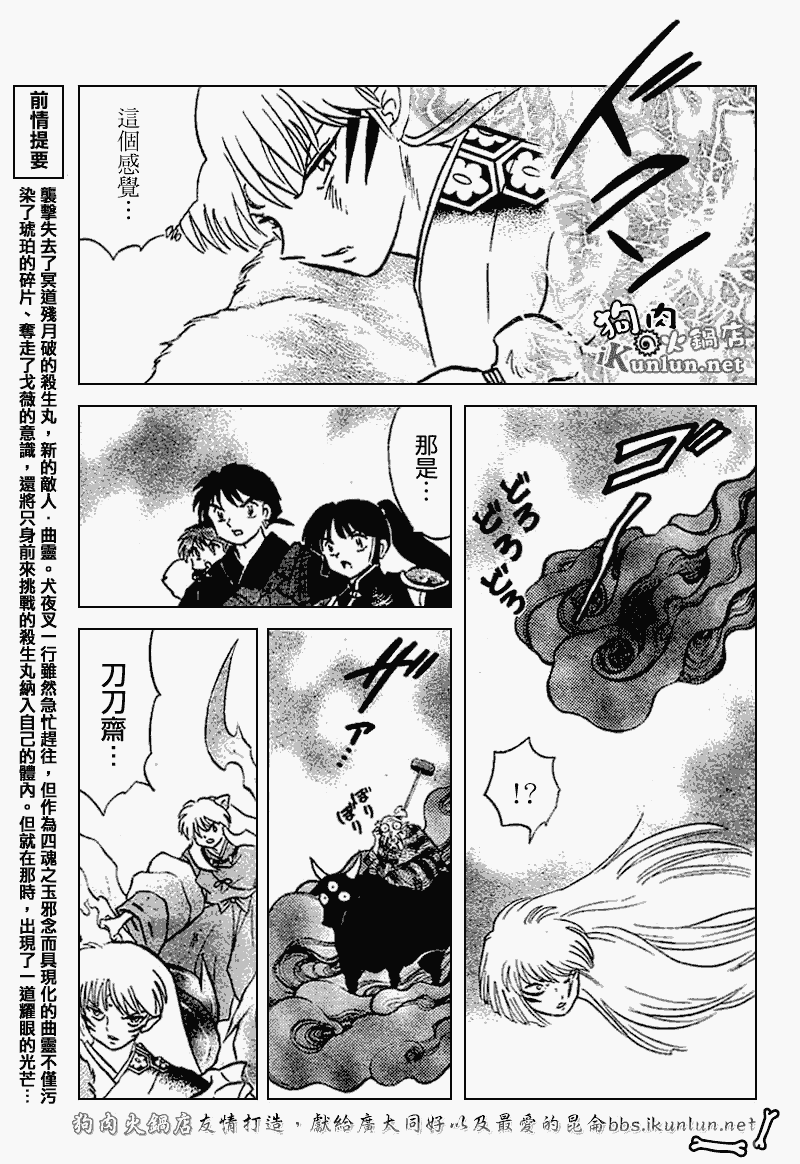 前情提要
襲擊失去了冥道殘月破的殺生丸，新的敵人．曲靈。犬夜叉一行雖然急忙趕往，但作為四魂之玉邪念而具現化的曲靈不僅污
染了琥珀的碎片、奪走了戈薇的意識，還將只身前來挑戰的殺生丸納入自己的體內。但就在那時，出現了一道耀眼的光芒…
ドクン
這個感覺…
狗肉
火鍋店
iKunlun.net
ゴ
どろ
どろ
どろ
!?
那是…
ア…
ぼり
ぼり
刀刀齋…
狗肉火鍋店友情打造，獻給廣大同好以及最愛的昆侖bbs.ikunlun.net